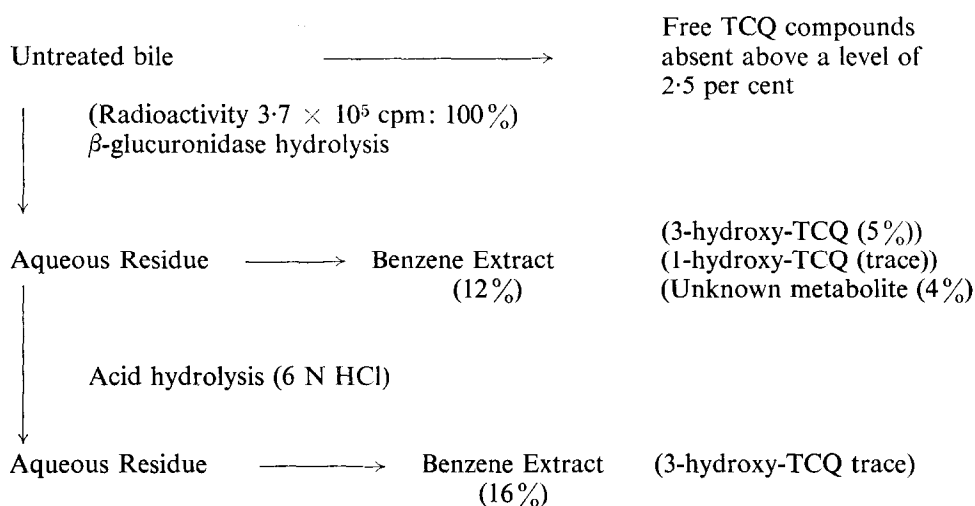 Free TCQ compounds
Untreated bile absent above a level of
2·5 per cent
(Radioactivity 3·7 × 10⁵ cpm: 100%)
β-glucuronidase hydrolysis
(3-hydroxy-TCQ (5%))
Aqueous Residue Benzene Extract (1-hydroxy-TCQ (trace))
(12%) (Unknown metabolite (4%)
Acid hydrolysis (6 N HCl)
Aqueous Residue Benzene Extract (3-hydroxy-TCQ trace)
(16%)